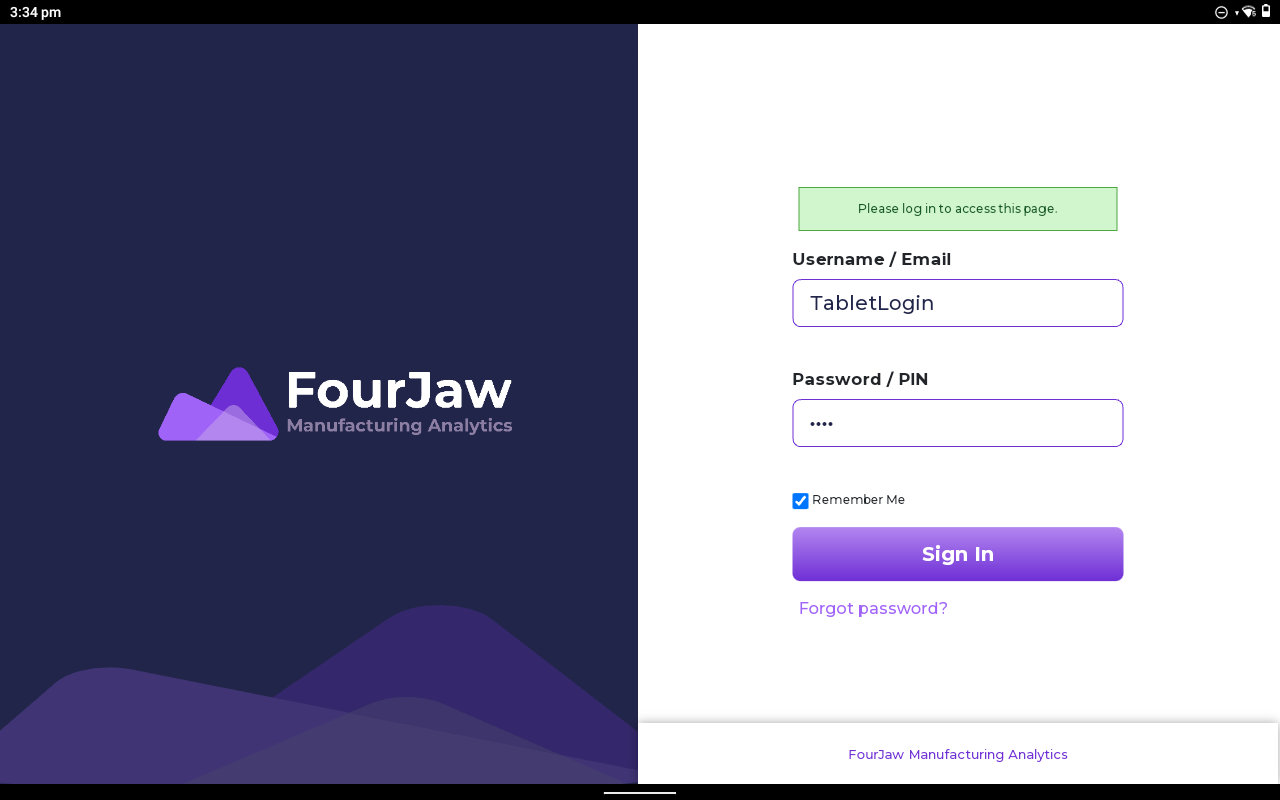 3:34 pm
FourJaw
Manufacturing Analytics
Please log in to access this page.
Username / Email
TabletLogin
Password / PIN
••••
Remember Me
Sign In
Forgot password?
FourJaw Manufacturing Analytics